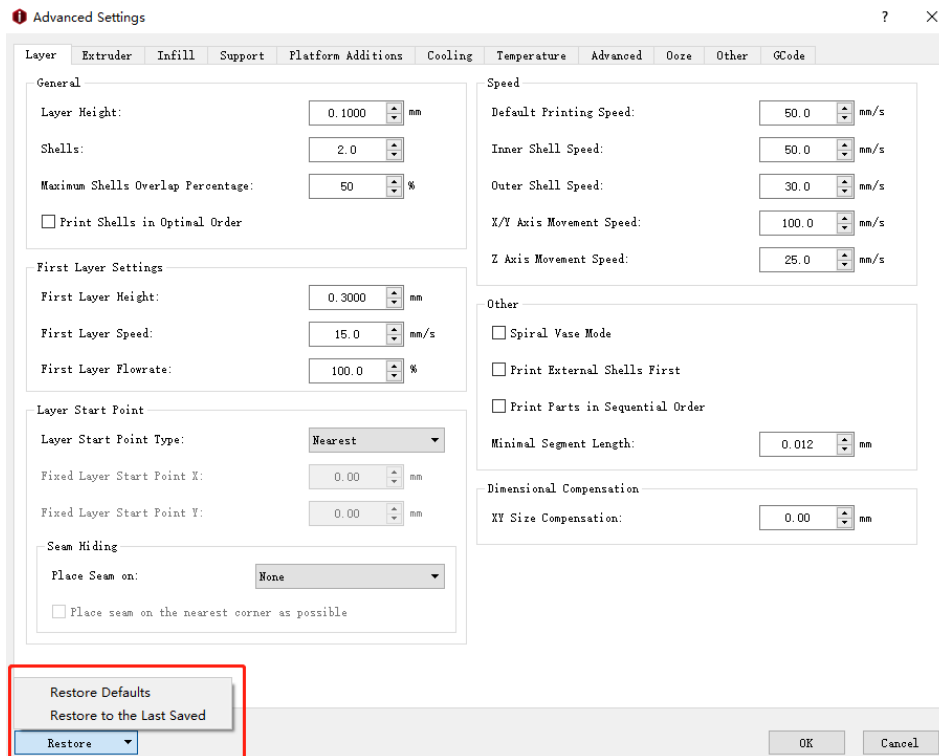 Advanced Settings
?
Layer Extruder Infill Support Platform Additions Cooling Temperature Advanced Ooze Other GCode
General
Layer Height: 0.1000 mm
Shells: 2.0
Maximum Shells Overlap Percentage: 50 %
Print Shells in Optimal Order
First Layer Settings
First Layer Height: 0.3000 mm
First Layer Speed: 15.0 mm/s
First Layer Flowrate: 100.0 %
Layer Start Point
Layer Start Point Type: Nearest
Fixed Layer Start Point X: 0.00 mm
Fixed Layer Start Point Y: 0.00 mm
Seam Hiding
Place Seam on: None
Place seam on the nearest corner as possible
Speed
Default Printing Speed: 50.0 mm/s
Inner Shell Speed: 50.0 mm/s
Outer Shell Speed: 30.0 mm/s
X/Y Axis Movement Speed: 100.0 mm/s
Z Axis Movement Speed: 25.0 mm/s
Other
Spiral Vase Mode
Print External Shells First
Print Parts in Sequential Order
Minimal Segment Length: 0.012 mm
Dimensional Compensation
XY Size Compensation: 0.00 mm
Restore Defaults
Restore to the Last Saved
Restore
OK Cancel